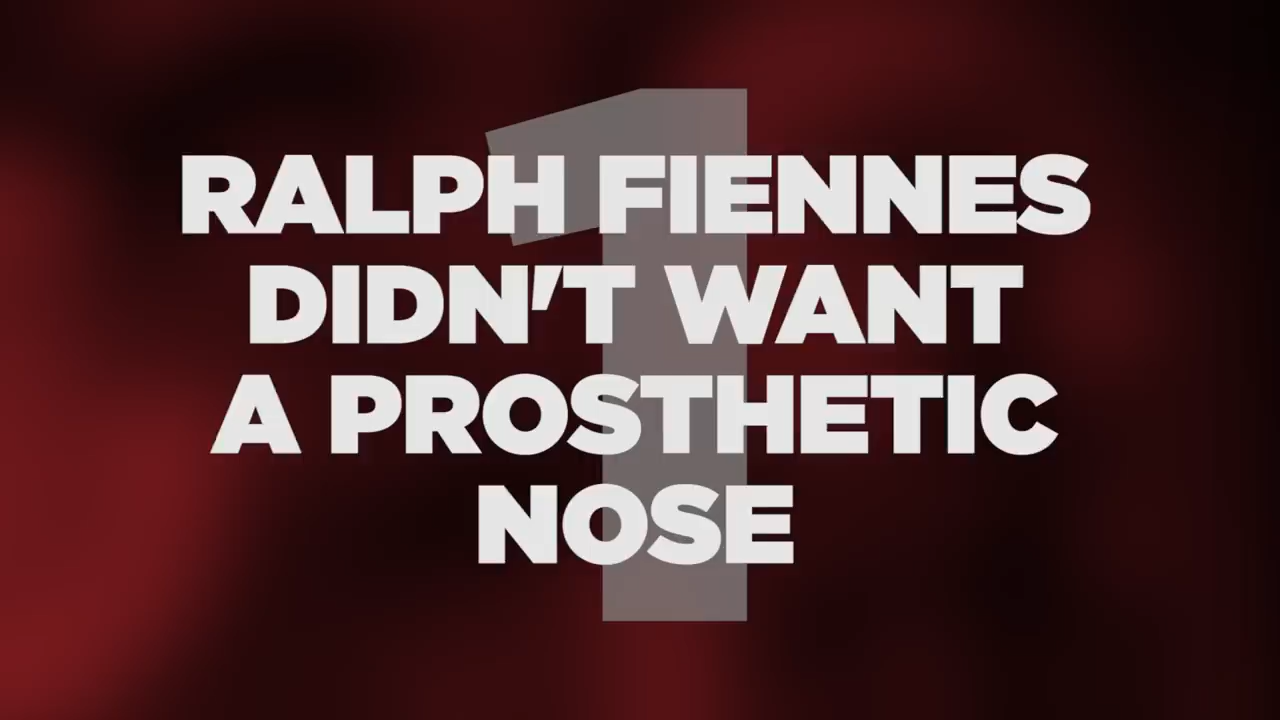 1
RALPH FIENNES
DIDN'T WANT
A PROSTHETIC
NOSE